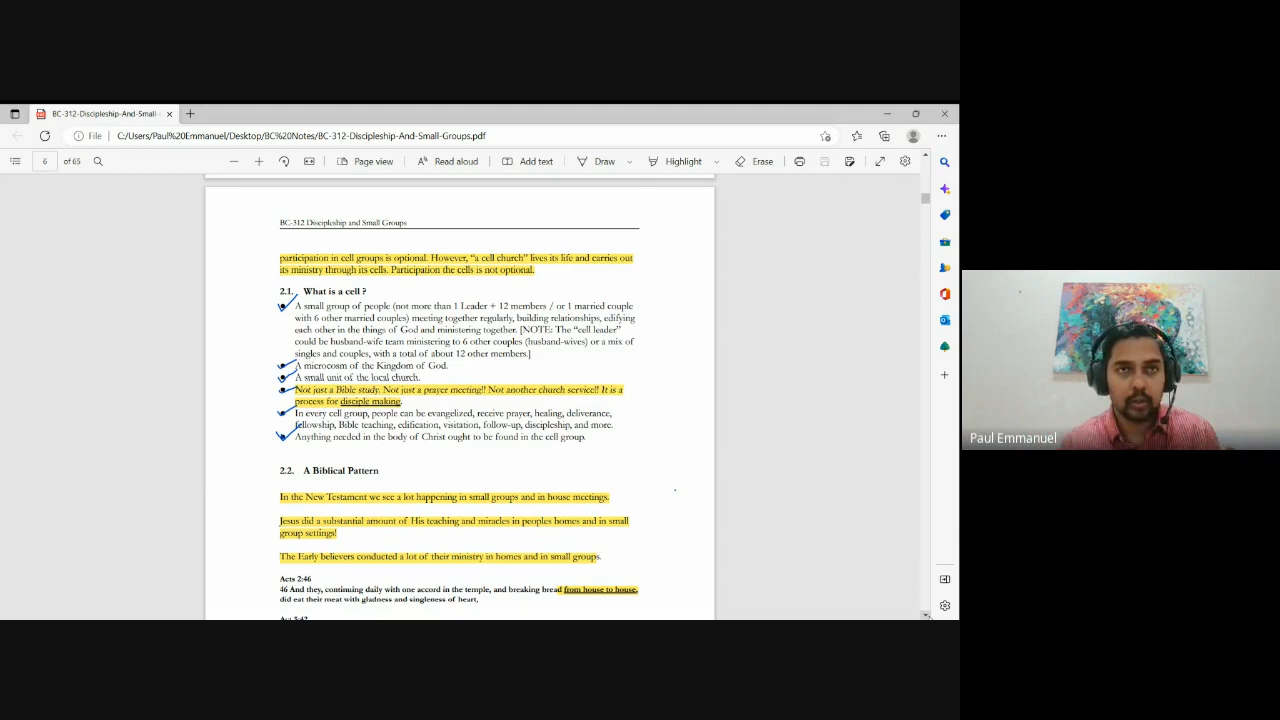 BC-312-Discipleship-And-Small-
File
C:/Users/Paul%20Emmanuel/Desktop/BC%20Notes/BC-312-Discipleship-And-Small-Groups.pdf
6 of 65
Page view
Read aloud
Add text
Draw
Highlight
Erase
BC-312 Discipleship and Small Groups
participation in cell groups is optional. However, "a cell church" lives its life and carries out
its ministry through its cells. Participation the cells is not optional.
2.1. What is a cell ?
A small group of people (not more than 1 Leader + 12 members / or 1 married couple
with 6 other married couples) meeting together regularly, building relationships, edifying
each other in the things of God and ministering together. [NOTE: The "cell leader"
could be husband-wife team ministering to 6 other couples (husband-wives) or a mix of
singles and couples, with a total of about 12 other members.]
A microcosm of the Kingdom of God.
A small unit of the local church.
Not just a Bible study. Not just a prayer meeting!! Not another church service!! It is a
process for disciple making.
In every cell group, people can be evangelized, receive prayer, healing, deliverance,
fellowship, Bible teaching, edification, visitation, follow-up, discipleship, and more.
Anything needed in the body of Christ ought to be found in the cell group.
2.2. A Biblical Pattern
In the New Testament we see a lot happening in small groups and in house meetings.
Jesus did a substantial amount of His teaching and miracles in peoples homes and in small
group settings!
The Early believers conducted a lot of their ministry in homes and in small groups.
Acts 2:46
46 And they, continuing daily with one accord in the temple, and breaking bread from house to house,
did eat their meat with gladness and singleness of heart,
Paul Emmanuel